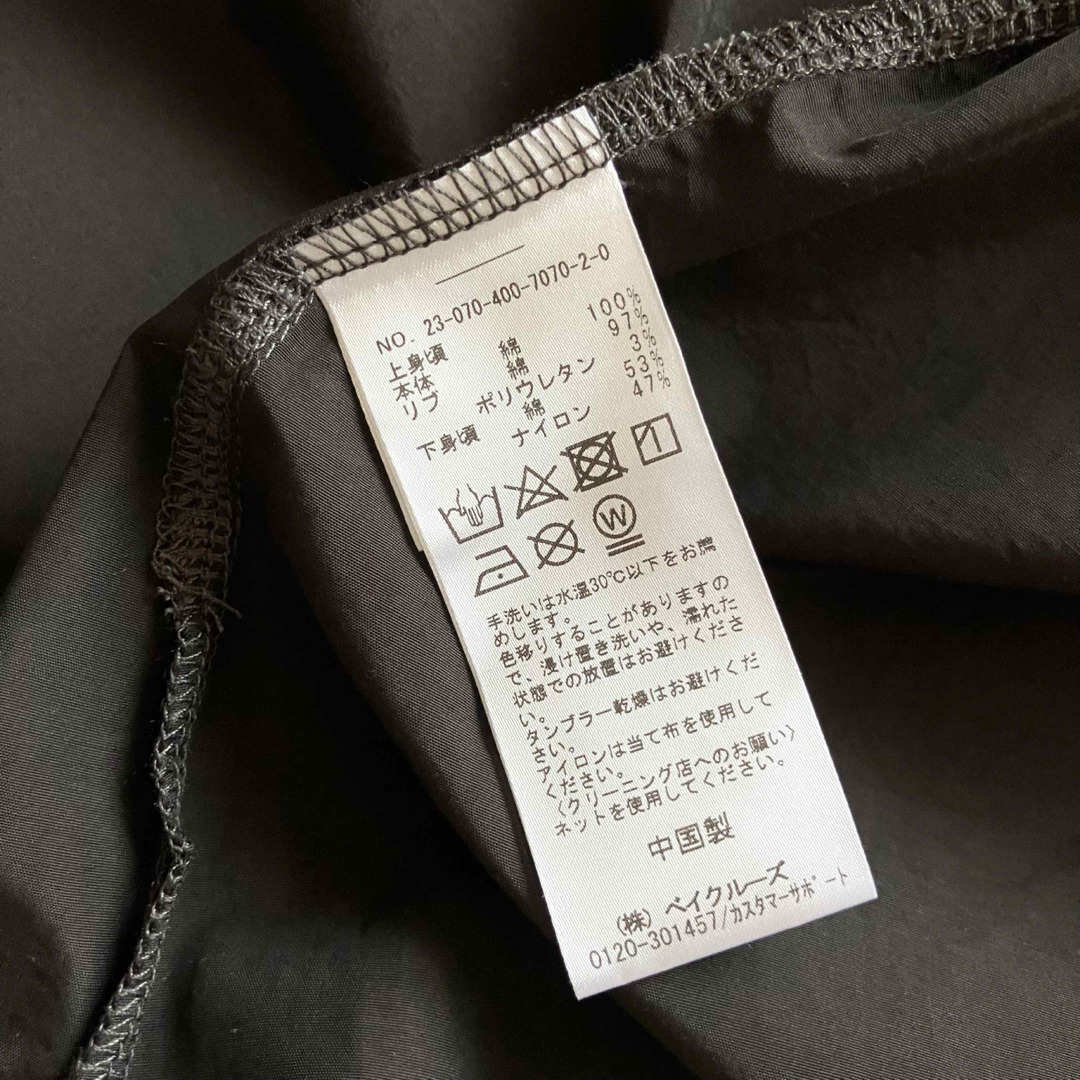 NO. 23-070-400-7070-2-0
上身頃
本体 綿 100%
リブ 綿 97%
ポリウレタン 3%
下身頃 綿 53%
ナイロン 47%
W
手洗いは水温30℃以下をお薦
めします。
色移りすることがありますの
で、浸け置き洗いや、濡れた
状態での放置はお避けくださ
い。
タンブラー乾燥はお避けくだ
さい。
アイロンは当て布を使用して
ください。
〈クリーニング店へのお願い〉
ネットを使用してください。
中国製
(株) ベイクルーズ
0120-301457/カスタマーサポート